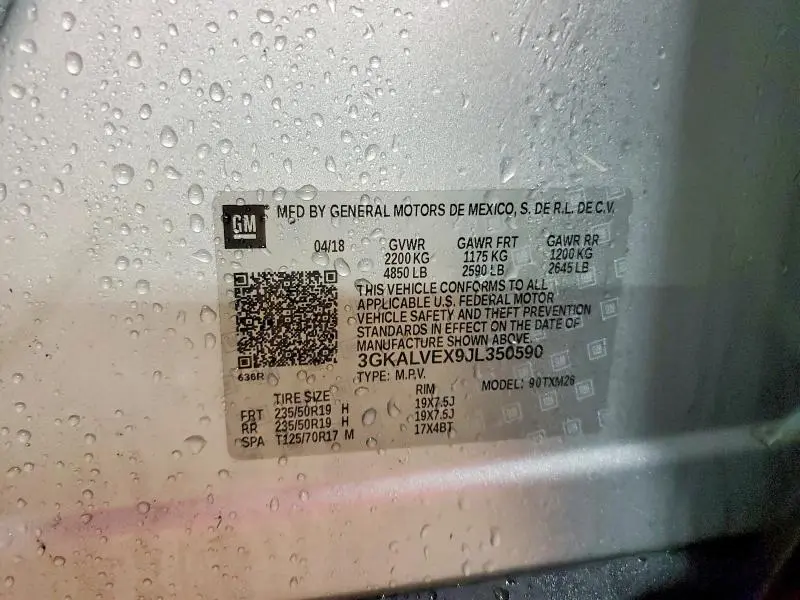 GM
MFD BY GENERAL MOTORS DE MEXICO, S. DE R.L. DE C.V.
04/18 GVWR GAWR FRT GAWR RR
2200 KG 1175 KG 1200 KG
4850 LB 2590 LB 2645 LB
THIS VEHICLE CONFORMS TO ALL
APPLICABLE U.S. FEDERAL MOTOR
VEHICLE SAFETY AND THEFT PREVENTION
STANDARDS IN EFFECT ON THE DATE OF
MANUFACTURE SHOWN ABOVE.
3GKALVEX9JL350590
636R
TYPE: M.P.V. MODEL: 90TXM26
TIRE SIZE RIM
FRT 235/50R19 H 19X7.5J
RR 235/50R19 H 19X7.5J
SPA T125/70R17 M 17X4BT